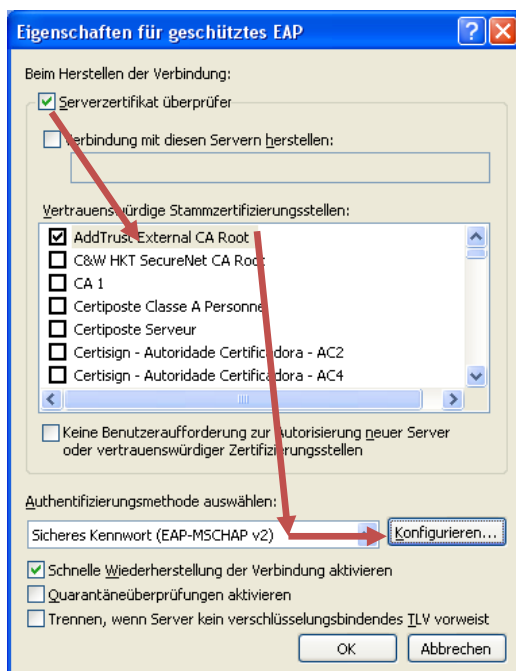 Eigenschaften für geschütztes EAP
Beim Herstellen der Verbindung:
Serverzertifikat überprüfer
Verbindung mit diesen Servern herstellen:
Vertrauenswürdige Stammzertifizierungsstellen:
AddTrust External CA Root
C&W HKT SecureNet CA Root
CA 1
Certiposte Classe A Personne
Certiposte Serveur
Certisign - Autoridade Certificadora - AC2
Certisign - Autoridade Certificadora - AC4
Keine Benutzeraufforderung zur Autorisierung neuer Server
oder vertrauenswürdiger Zertifizierungsstellen
Authentifizierungsmethode auswählen:
Sicheres Kennwort (EAP-MSCHAP v2)
Konfigurieren...
Schnelle Wiederherstellung der Verbindung aktivieren
Quarantäneüberprüfungen aktivieren
Trennen, wenn Server kein verschlüsselungsbindendes TLV vorweist
OK
Abbrechen